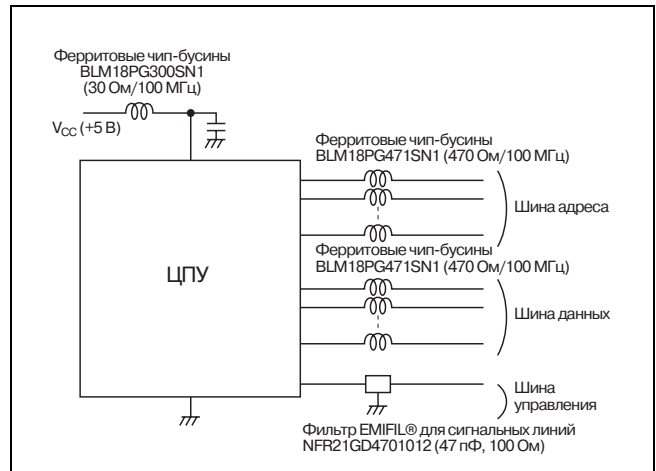 Ферритовые чип-бусины
BLM18PG300SN1
(30 Ом/100 МГц)
VCC (+5 В)
Ферритовые чип-бусины
BLM18PG471SN1 (470 Ом/100 МГц)
Шина адреса
Ферритовые чип-бусины
BLM18PG471SN1 (470 Ом/100 МГц)
ЦПУ
Шина данных
Шина
управления
Фильтр EMIFIL® для сигнальных линий
NFR21GD4701012 (47 пФ, 100 Ом)